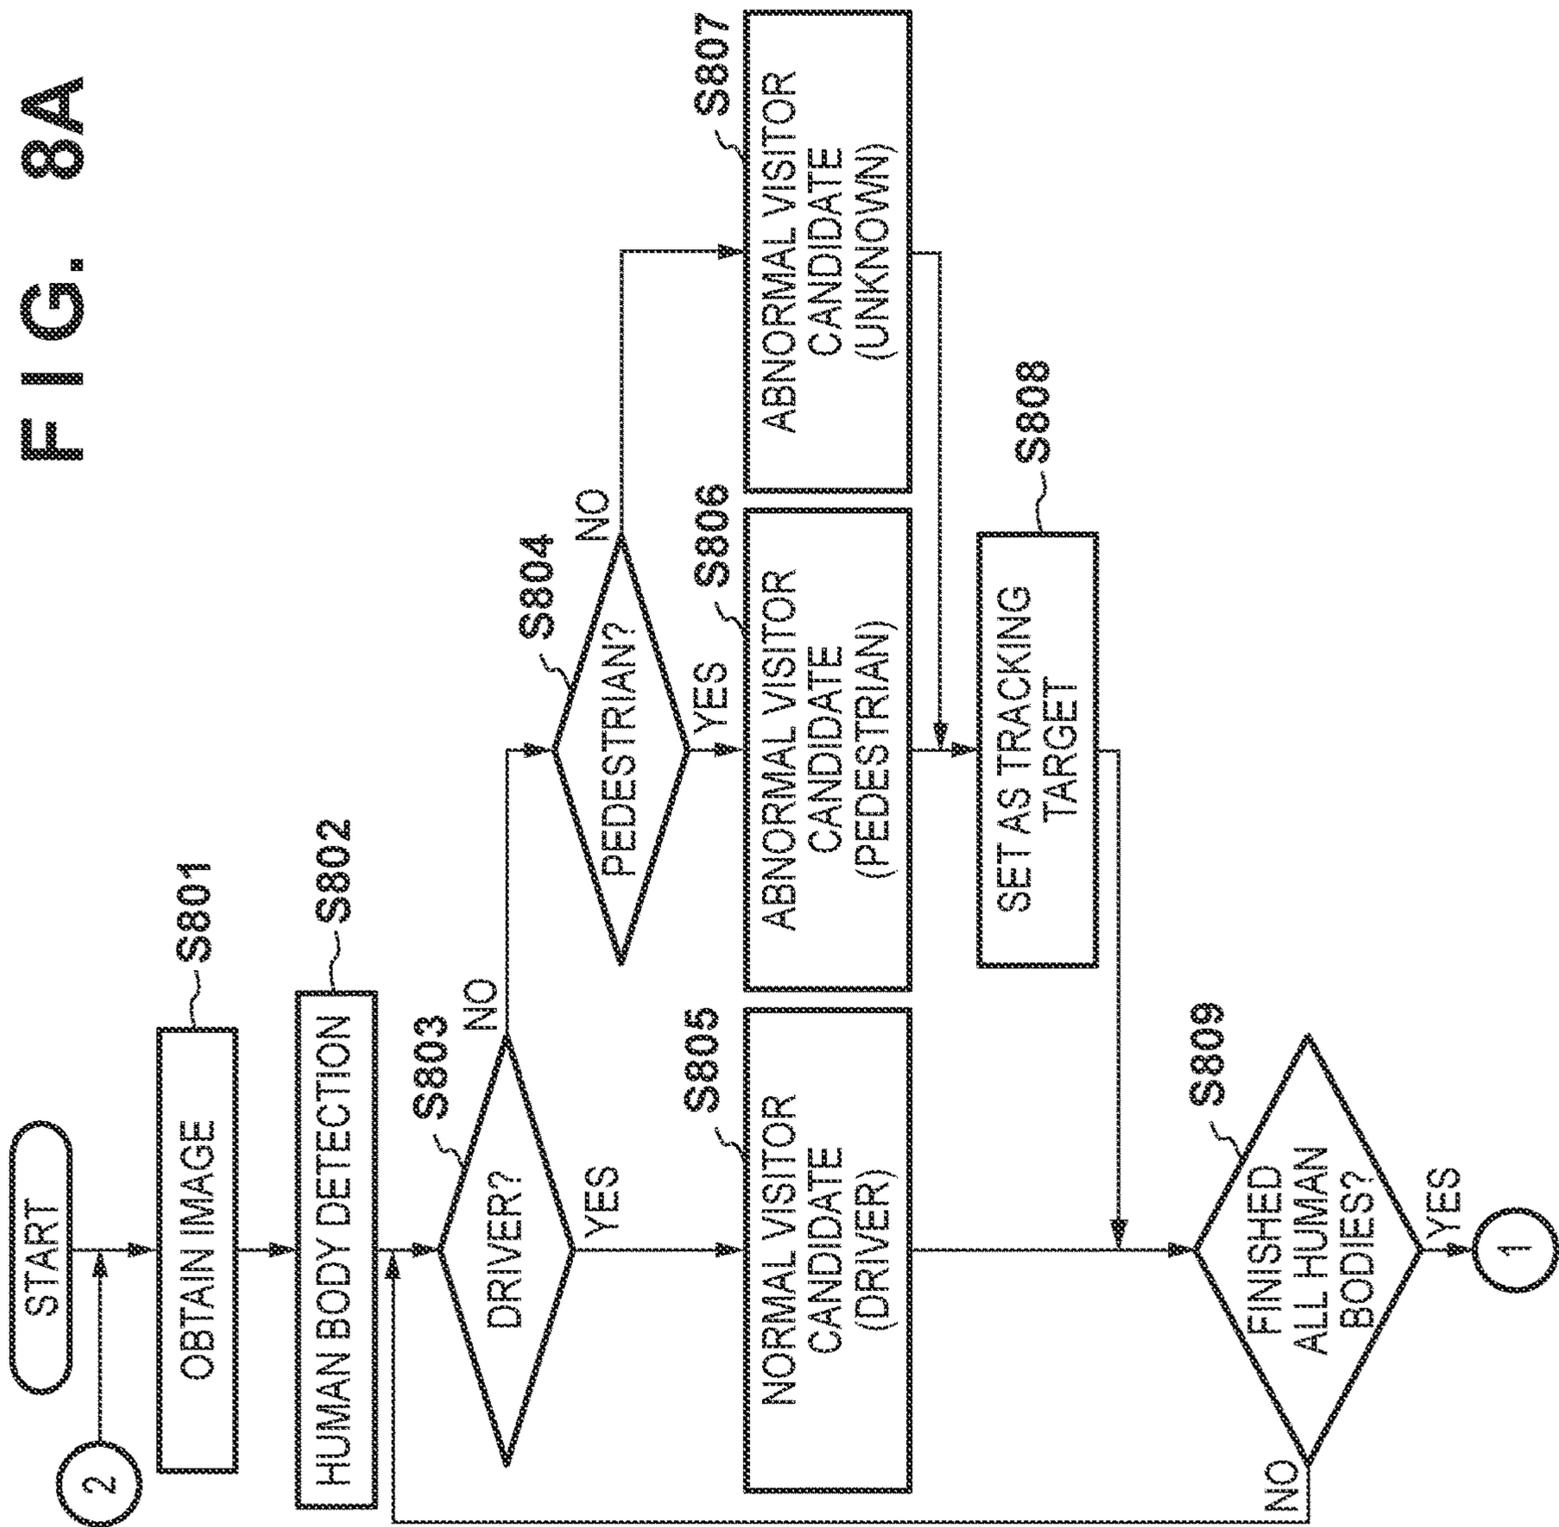 FIG. 8A
START
2
OBTAIN IMAGE
S801
HUMAN BODY DETECTION
S802
DRIVER?
S803
NO
YES
PEDESTRIAN?
S804
NO
YES
NORMAL VISITOR
CANDIDATE
(DRIVER)
S805
ABNORMAL VISITOR
CANDIDATE
(PEDESTRIAN)
S806
ABNORMAL VISITOR
CANDIDATE
(UNKNOWN)
S807
SET AS TRACKING
TARGET
S808
FINISHED
ALL HUMAN
BODIES?
S809
NO
YES
1